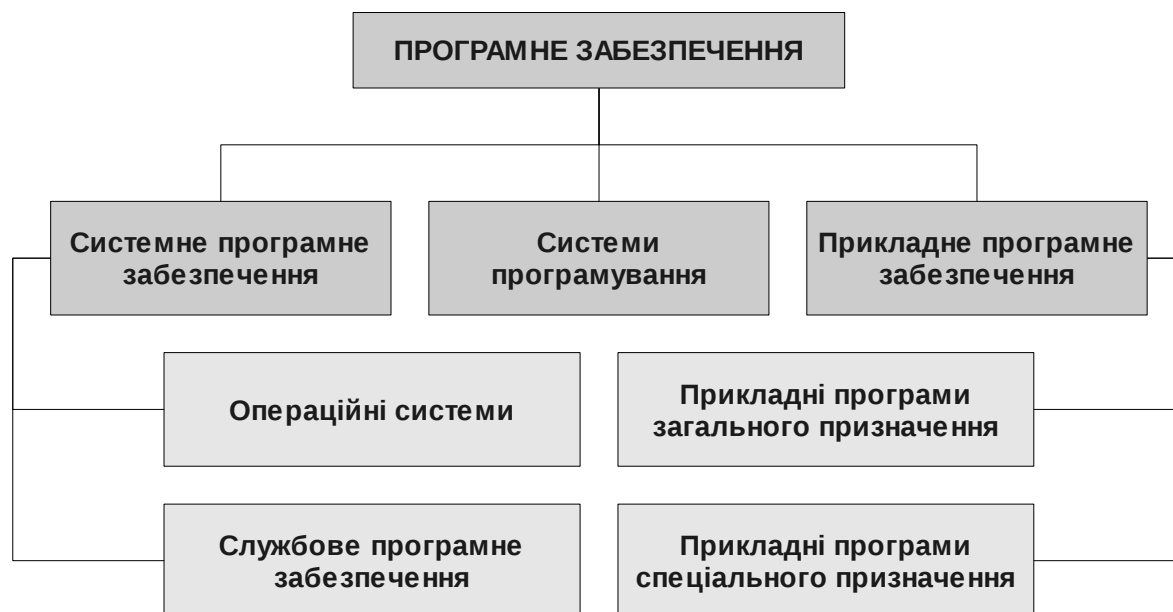 ПРОГРАМНЕ ЗАБЕЗПЕЧЕННЯ
Системне програмне
забезпечення
Системи
програмування
Прикладне програмне
забезпечення
Операційні системи
Прикладні програми
загального призначення
Службове програмне
забезпечення
Прикладні програми
спеціального призначення